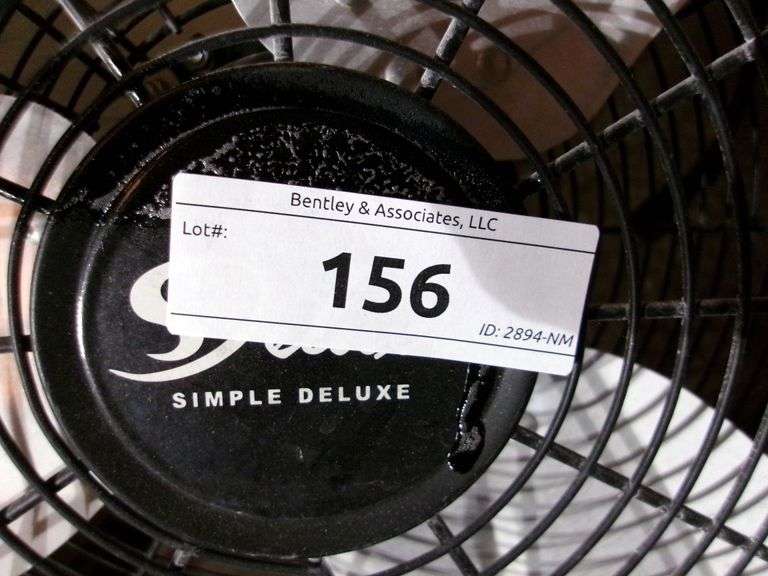 Bentley & Associates, LLC
Lot#:
156
ID: 2894-NM
SIMPLE DELUXE